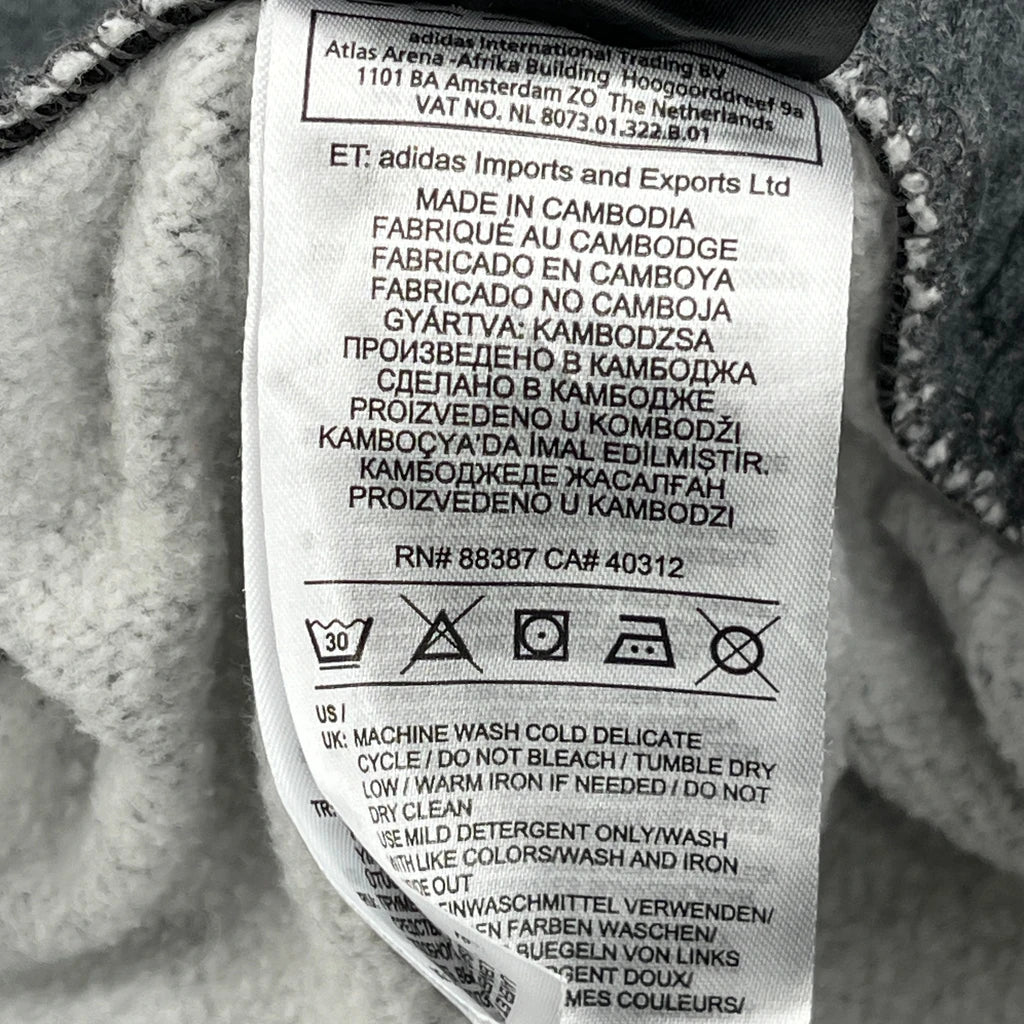 adidas International Trading BV
Atlas Arena -Afrika Building Hoogoorddreef 9a
1101 BA Amsterdam ZO The Netherlands
VAT NO. NL 8073.01.322.B.01
ET: adidas Imports and Exports Ltd
MADE IN CAMBODIA
FABRIQUÉ AU CAMBODGE
FABRICADO EN CAMBOYA
FABRICADO NO CAMBOJA
GYÁRTVA: KAMBODZSA
ПРОИЗВЕДЕНО В КАМБОДЖА
СДЕЛАНО В КАМБОДЖЕ
PROIZVEDENO U KOMBODŽI
KAMBOÇYA'DA İMAL EDİLMİŞTİR.
КАМБОДЖЕДЕ ЖАСАЛҒАН
PROIZVEDENO U KAMBODZI
RN# 88387 CA# 40312
30
US /
UK: MACHINE WASH COLD DELICATE
CYCLE / DO NOT BLEACH / TUMBLE DRY
LOW / WARM IRON IF NEEDED / DO NOT
TR: DRY CLEAN
USE MILD DETERGENT ONLY/WASH
LIKE COLORS/WASH AND IRON
OUT
VERWENDEN/
FARBEN WASCHEN/
BUEGELN VON LINKS
DOUX/
COULEURS/